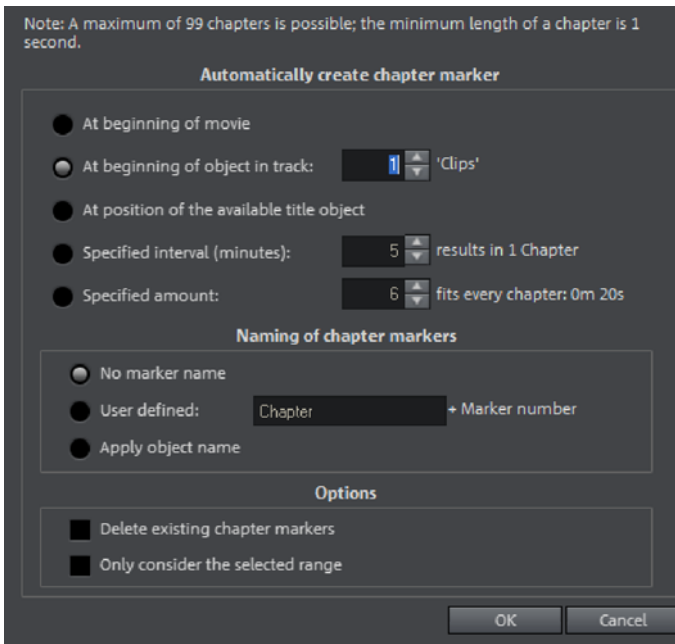 Note: A maximum of 99 chapters is possible; the minimum length of a chapter is 1
second.
Automatically create chapter marker
At beginning of movie
At beginning of object in track: 1 'Clips'
At position of the available title object
Specified interval (minutes): 5 results in 1 Chapter
Specified amount: 6 fits every chapter: 0m 20s
Naming of chapter markers
No marker name
User defined: Chapter + Marker number
Apply object name
Options
Delete existing chapter markers
Only consider the selected range
OK Cancel